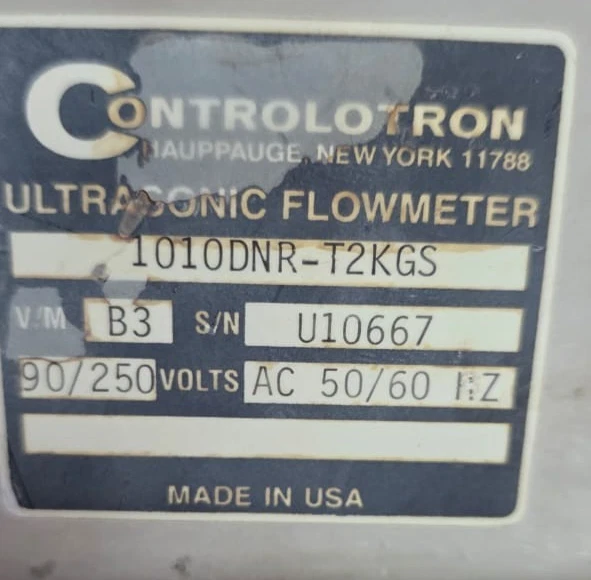 CONTROLOTRON
HAUPPAUGE, NEW YORK 11788
ULTRASONIC FLOWMETER
1010DNR-T2KGS
V/M B3 S/N U10667
90/250 VOLTS AC 50/60 HZ
MADE IN USA